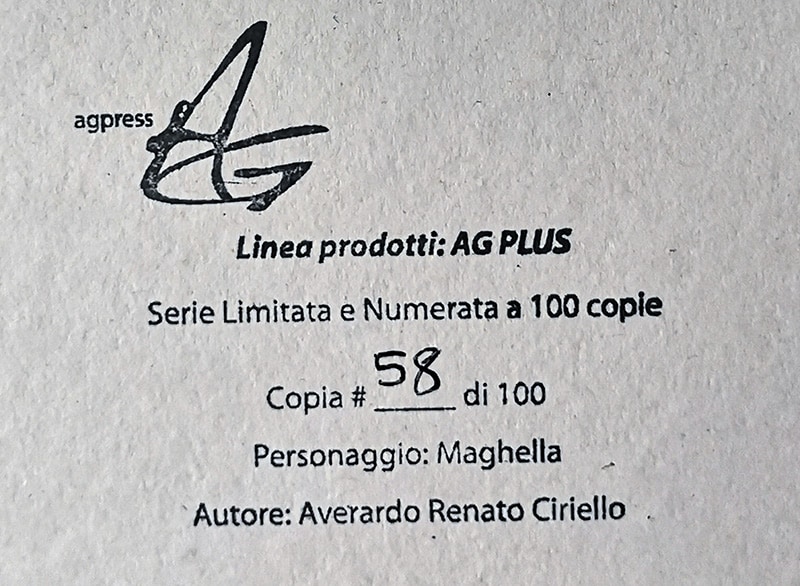 agpress AG
Linea prodotti: AG PLUS
Serie Limitata e Numerata a 100 copie
Copia # 58 di 100
Personaggio: Maghella
Autore: Averardo Renato Ciriello